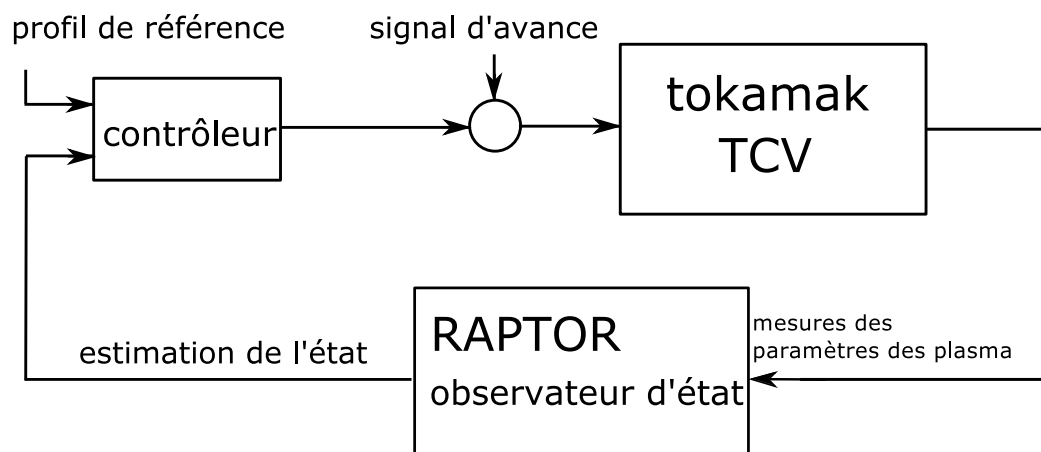 profil de référence
signal d'avance
contrôleur
tokamak
TCV
RAPTOR
observateur d'état
estimation de l'état
mesures des
paramètres des plasma